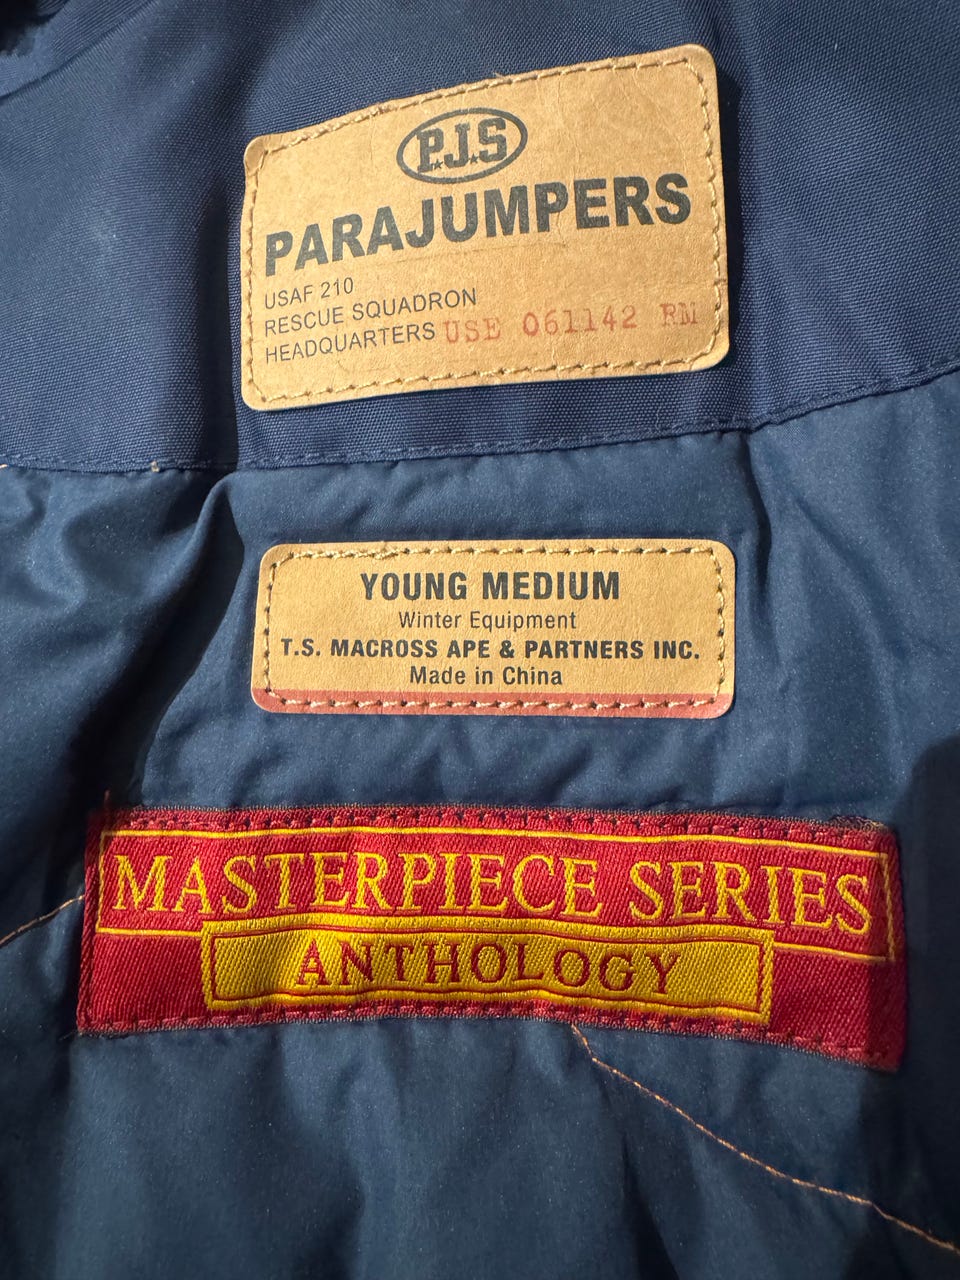 P.J.S
PARAJUMPERS
USAF 210
RESCUE SQUADRON
HEADQUARTERS USE 061142 RM
YOUNG MEDIUM
Winter Equipment
T.S. MACROSS APE & PARTNERS INC.
Made in China
MASTERPIECE SERIES
ANTHOLOGY